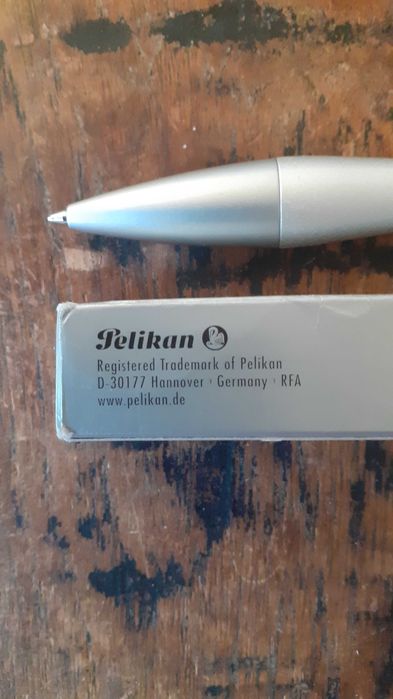 Pelikan
Registered Trademark of Pelikan
D-30177 Hannover · Germany · RFA
www.pelikan.de